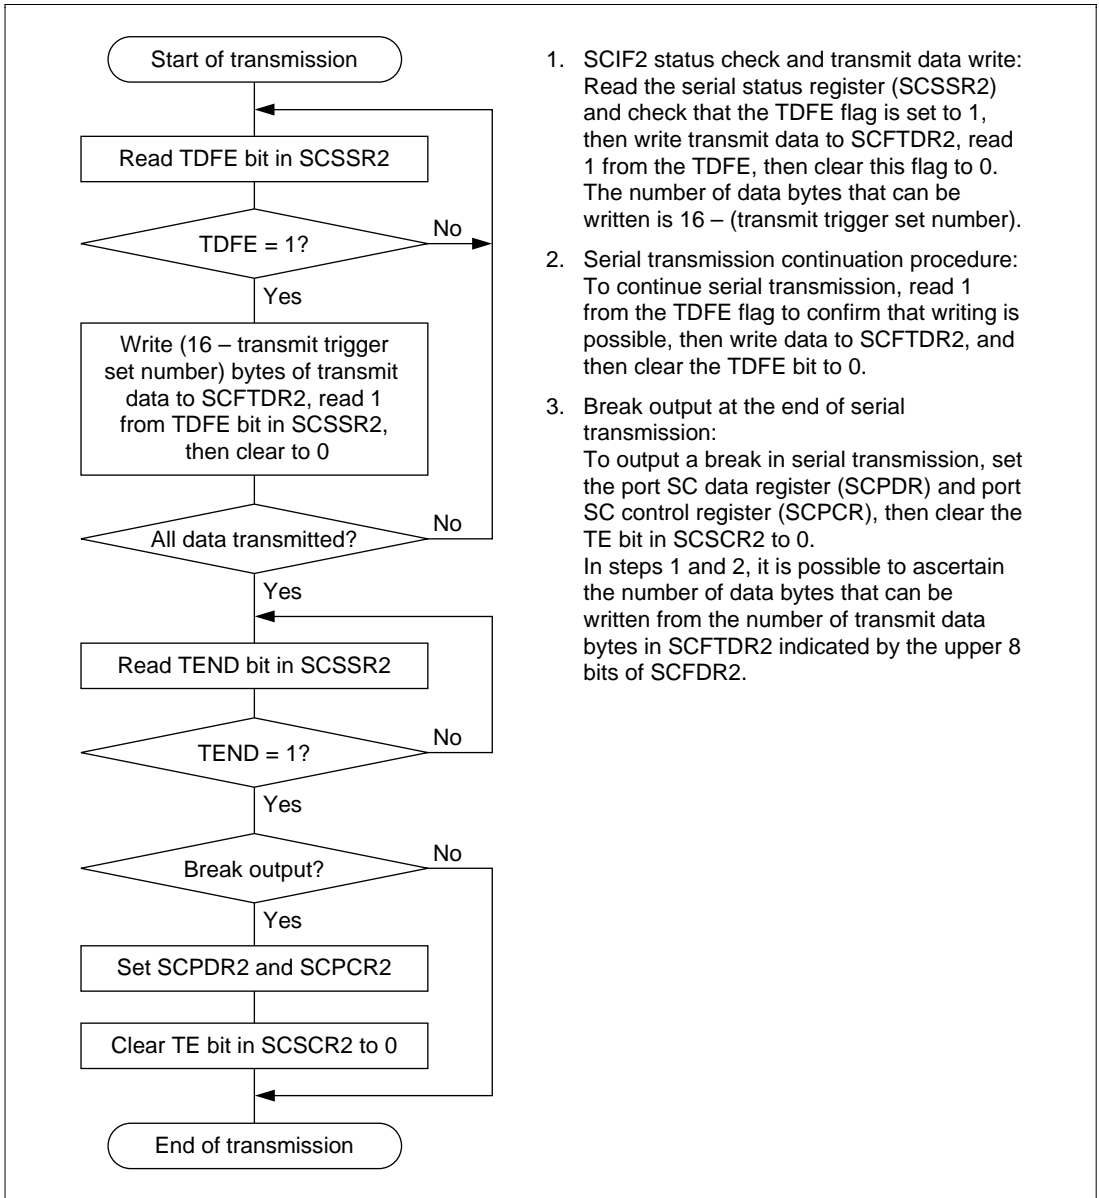 Start of transmission
Read TDFE bit in SCSSR2
TDFE = 1?
No
Yes
Write (16 – transmit trigger
set number) bytes of transmit
data to SCFTDR2, read 1
from TDFE bit in SCSSR2,
then clear to 0
All data transmitted?
No
Yes
Read TEND bit in SCSSR2
TEND = 1?
No
Yes
Break output?
No
Yes
Set SCPDR2 and SCPCR2
Clear TE bit in SCSCR2 to 0
End of transmission
1. SCIF2 status check and transmit data write:
Read the serial status register (SCSSR2)
and check that the TDFE flag is set to 1,
then write transmit data to SCFTDR2, read
1 from the TDFE, then clear this flag to 0.
The number of data bytes that can be
written is 16 – (transmit trigger set number).
2. Serial transmission continuation procedure:
To continue serial transmission, read 1
from the TDFE flag to confirm that writing is
possible, then write data to SCFTDR2, and
then clear the TDFE bit to 0.
3. Break output at the end of serial
transmission:
To output a break in serial transmission, set
the port SC data register (SCPDR) and port
SC control register (SCPCR), then clear the
TE bit in SCSCR2 to 0.
In steps 1 and 2, it is possible to ascertain
the number of data bytes that can be
written from the number of transmit data
bytes in SCFTDR2 indicated by the upper 8
bits of SCFDR2.